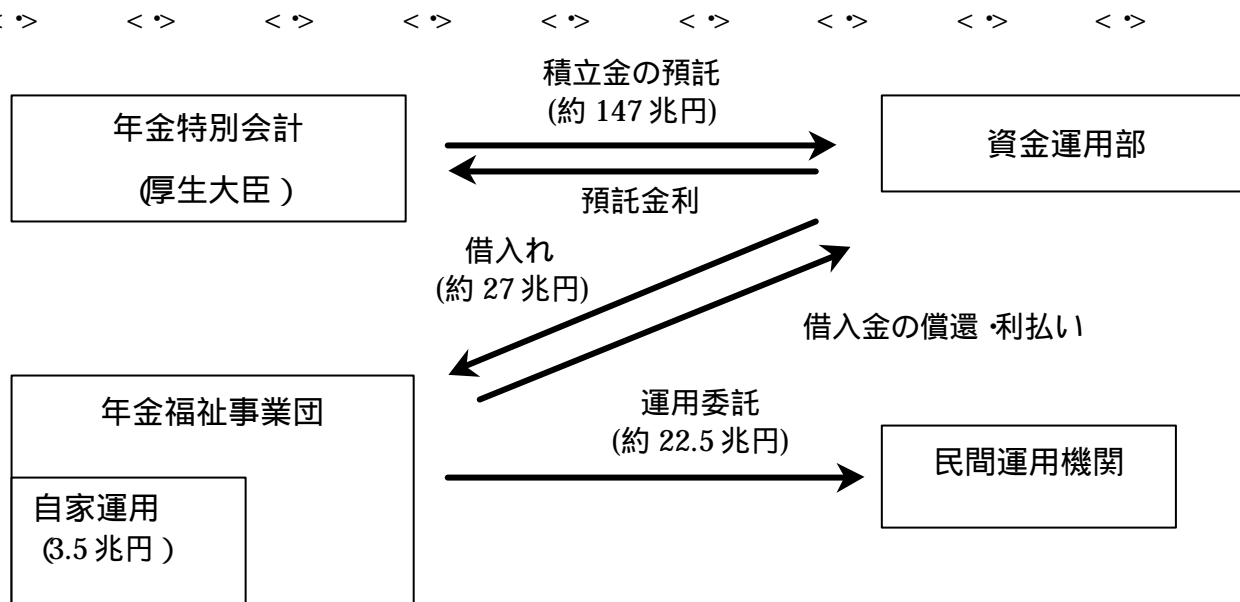 <・> <・> <・> <・> <・> <・> <・> <・> <・>
積立金の預託
(約 147 兆円)
年金特別会計
(厚生大臣)
資金運用部
預託金利
借入れ
(約 27 兆円)
借入金の償還・利払い
年金福祉事業団
運用委託
(約 22.5 兆円)
民間運用機関
自家運用
(3.5 兆円)